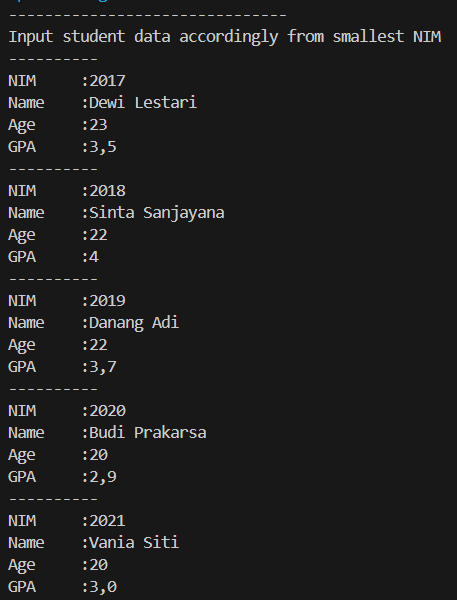 -------------------------------
Input student data accordingly from smallest NIM
----------
NIM     :2017
Name    :Dewi Lestari
Age     :23
GPA     :3,5
----------
NIM     :2018
Name    :Sinta Sanjayana
Age     :22
GPA     :4
----------
NIM     :2019
Name    :Danang Adi
Age     :22
GPA     :3,7
----------
NIM     :2020
Name    :Budi Prakarsa
Age     :20
GPA     :2,9
----------
NIM     :2021
Name    :Vania Siti
Age     :20
GPA     :3,0